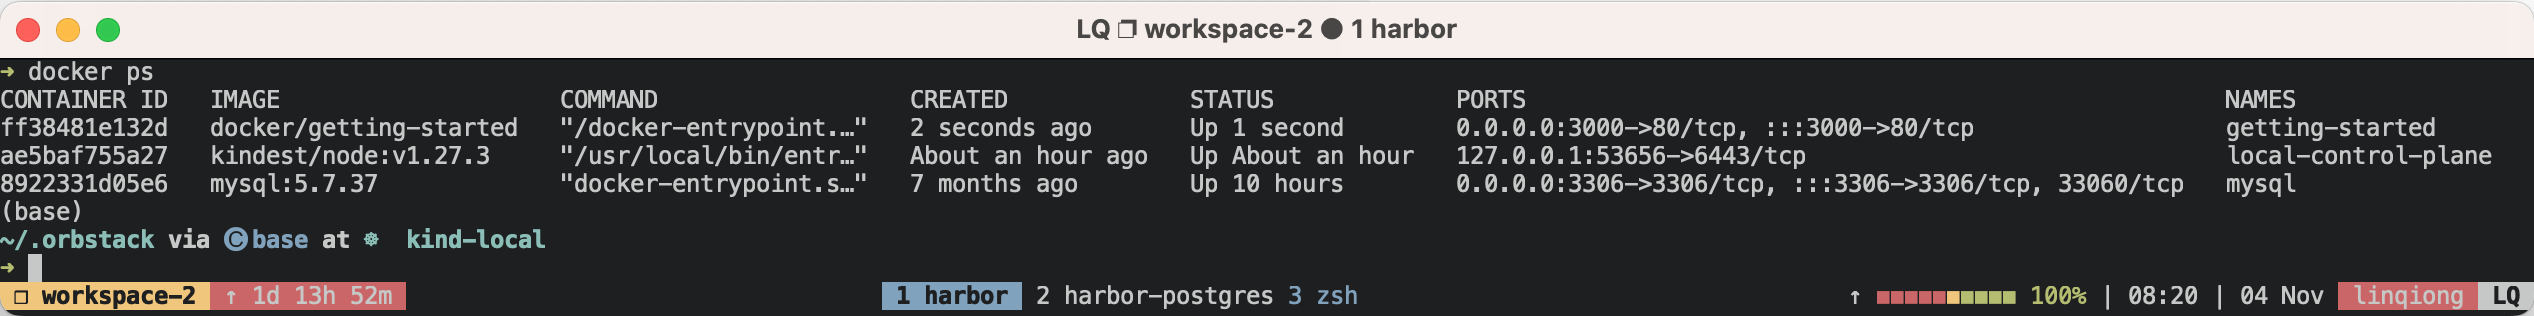 LQ ❐ workspace-2 ● 1 harbor
➜ docker ps
CONTAINER ID   IMAGE                    COMMAND                  CREATED             STATUS             PORTS                                                  NAMES
ff38481e132d   docker/getting-started   "/docker-entrypoint.…"   2 seconds ago       Up 1 second        0.0.0.0:3000->80/tcp, :::3000->80/tcp                  getting-started
ae5baf755a27   kindest/node:v1.27.3     "/usr/local/bin/entr…"   About an hour ago   Up About an hour   127.0.0.1:53656->6443/tcp                              local-control-plane
8922331d05e6   mysql:5.7.37             "docker-entrypoint.s…"   7 months ago        Up 10 hours        0.0.0.0:3306->3306/tcp, :::3306->3306/tcp, 33060/tcp   mysql
(base)
~/.orbstack via Ⓒ base at ☸ kind-local
➜
❐ workspace-2 ↑ 1d 13h 52m 1 harbor 2 harbor-postgres 3 zsh ↑ 100% | 08:20 | 04 Nov linqiong LQ